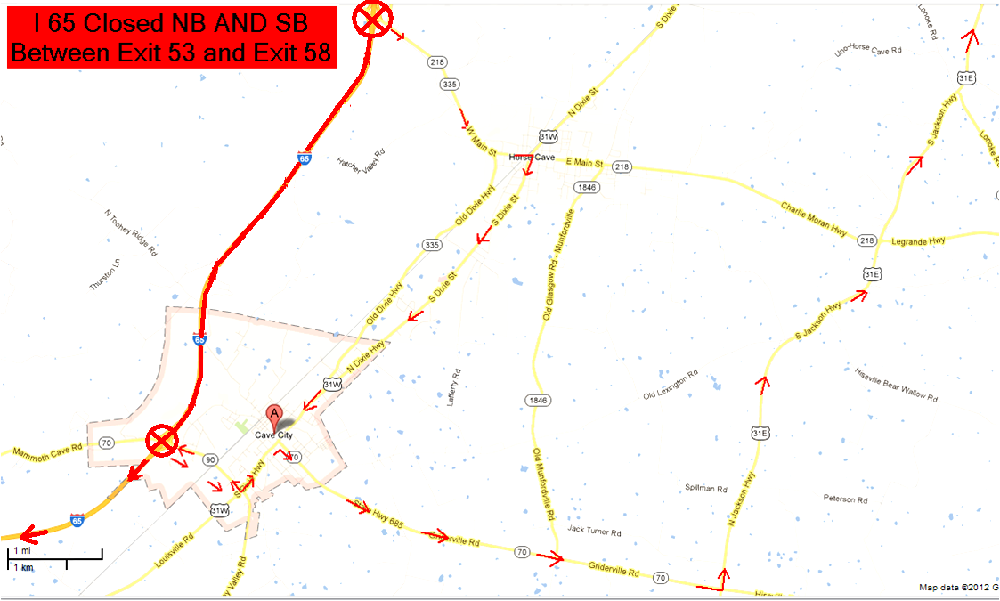 I 65 Closed NB AND SB
Between Exit 53 and Exit 58
S Dixie
Lonoke Rd
Uno-Horse Cave Rd
218
335
31E
N Dixie St
S Jackson Hwy
31W
W Main St
Lonoke
65
Hatcher Valley Rd
Horse Cave
E Main St
218
1846
Old Dixie Hwy
S Dixie St
Charlie Moran Hwy
N Toohey Ridge Rd
335
218
Legrande Hwy
Old Glasgow Rd - Munfordville
Thurston Ln
31E
S Dixie St
Old Dixie Hwy
S Jackson Hwy
65
N Dixie Hwy
Lafferty Rd
Old Lexington Rd
Hiseville Bear Wallow Rd
31W
1846
A
Cave City
31E
70
Mammoth Cave Rd
90
70
Old Munfordville Rd
N Jackson Hwy
Spillman Rd
Peterson Rd
31W
State Hwy 685
65
Jack Turner Rd
Griderville Rd
Louisville Rd
70
Griderville Rd
70
1 mi
1 km
Map data ©2012 G